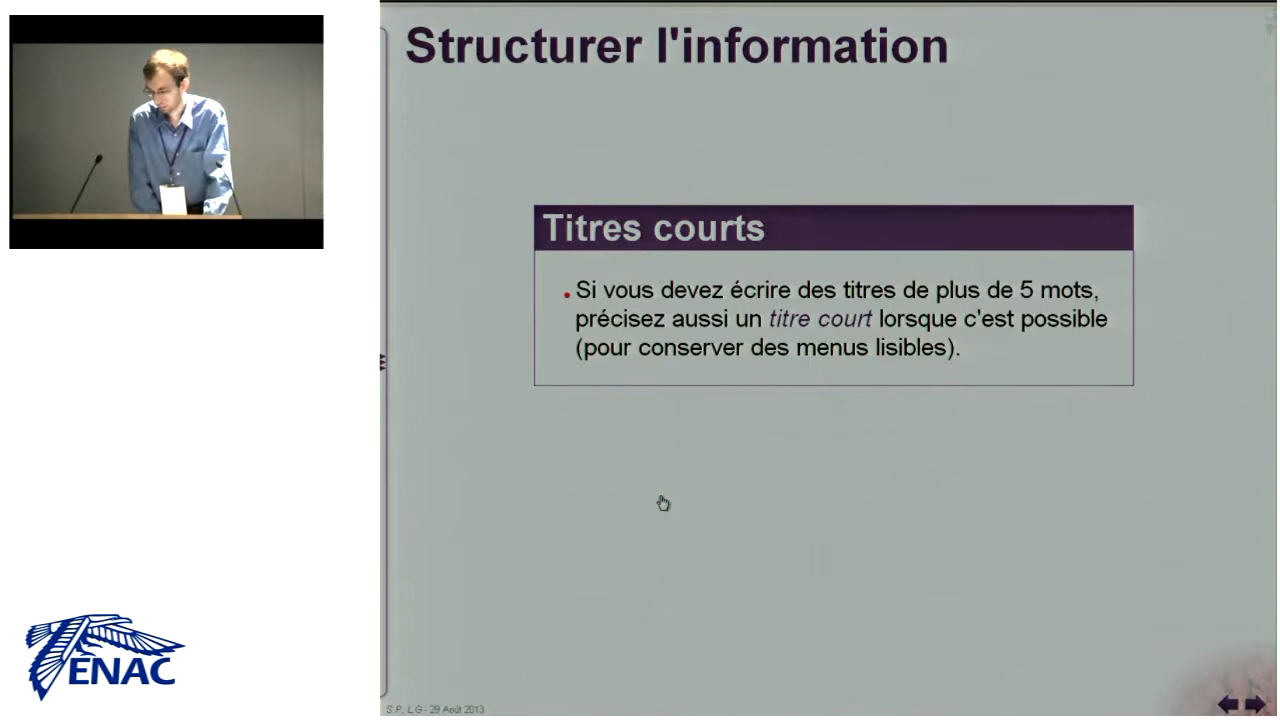 Structurer l'information
Titres courts
Si vous devez écrire des titres de plus de 5 mots,
précisez aussi un titre court lorsque c'est possible
(pour conserver des menus lisibles).
ENAC
S.P., L.G - 29 Août 2013